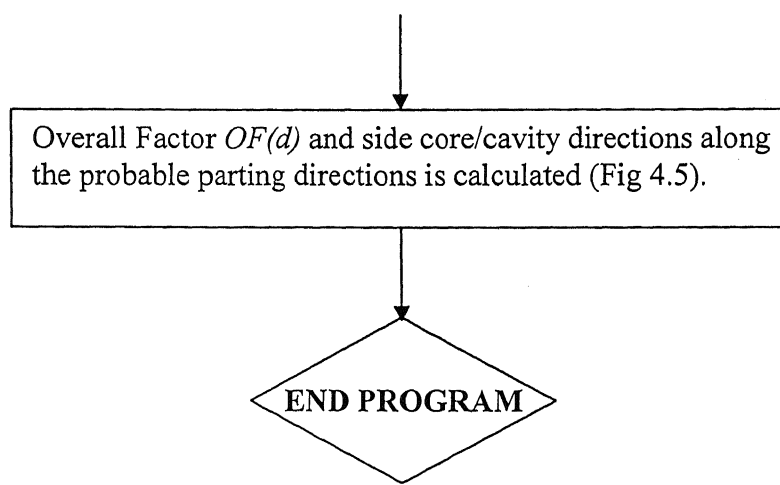 Overall Factor OF(d) and side core/cavity directions along
the probable parting directions is calculated (Fig 4.5).
END PROGRAM